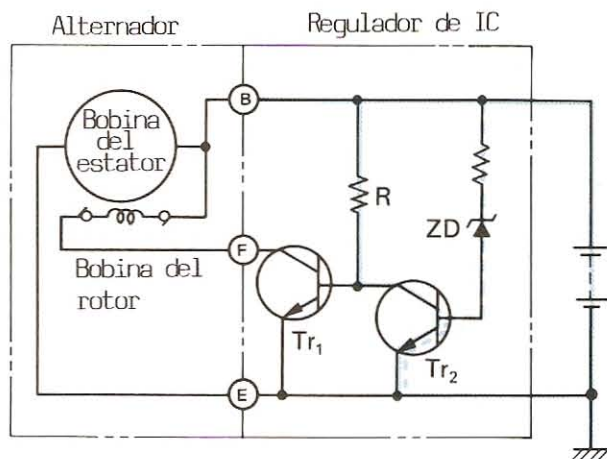 Alternador
Regulador de IC
B
Bobina
del
estator
R
ZD
F
Bobina del
rotor
Tr₁
Tr₂
E